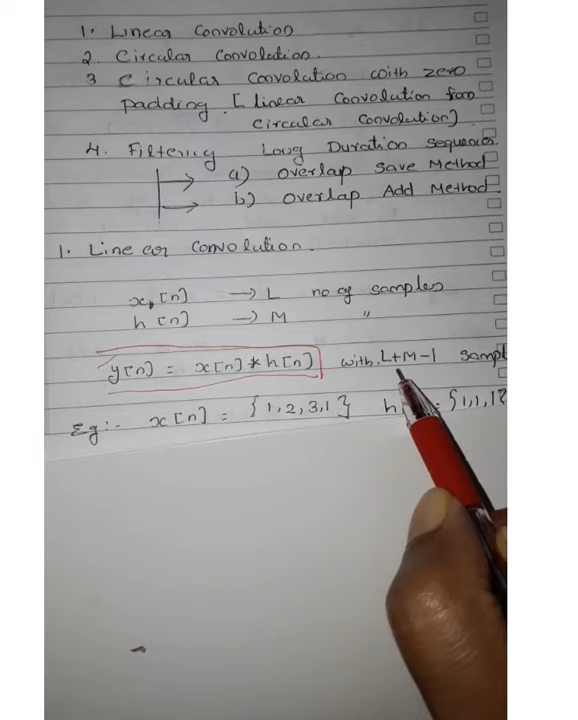 1. Linear Convolution
2. Circular Convolution.
3 Circular Convolution with zero
padding. [linear Convolution from
circular Convolution]
4. Filtering Long Duration sequences
a) overlap save Method
b) overlap Add Method
1. Linear Convolution.
x[n] → L no of samples
h[n] → M "
y[n] = x[n] * h[n] with L+M-1 sampl
Eg:- x[n] = {1,2,3,1} h = {1,1,1